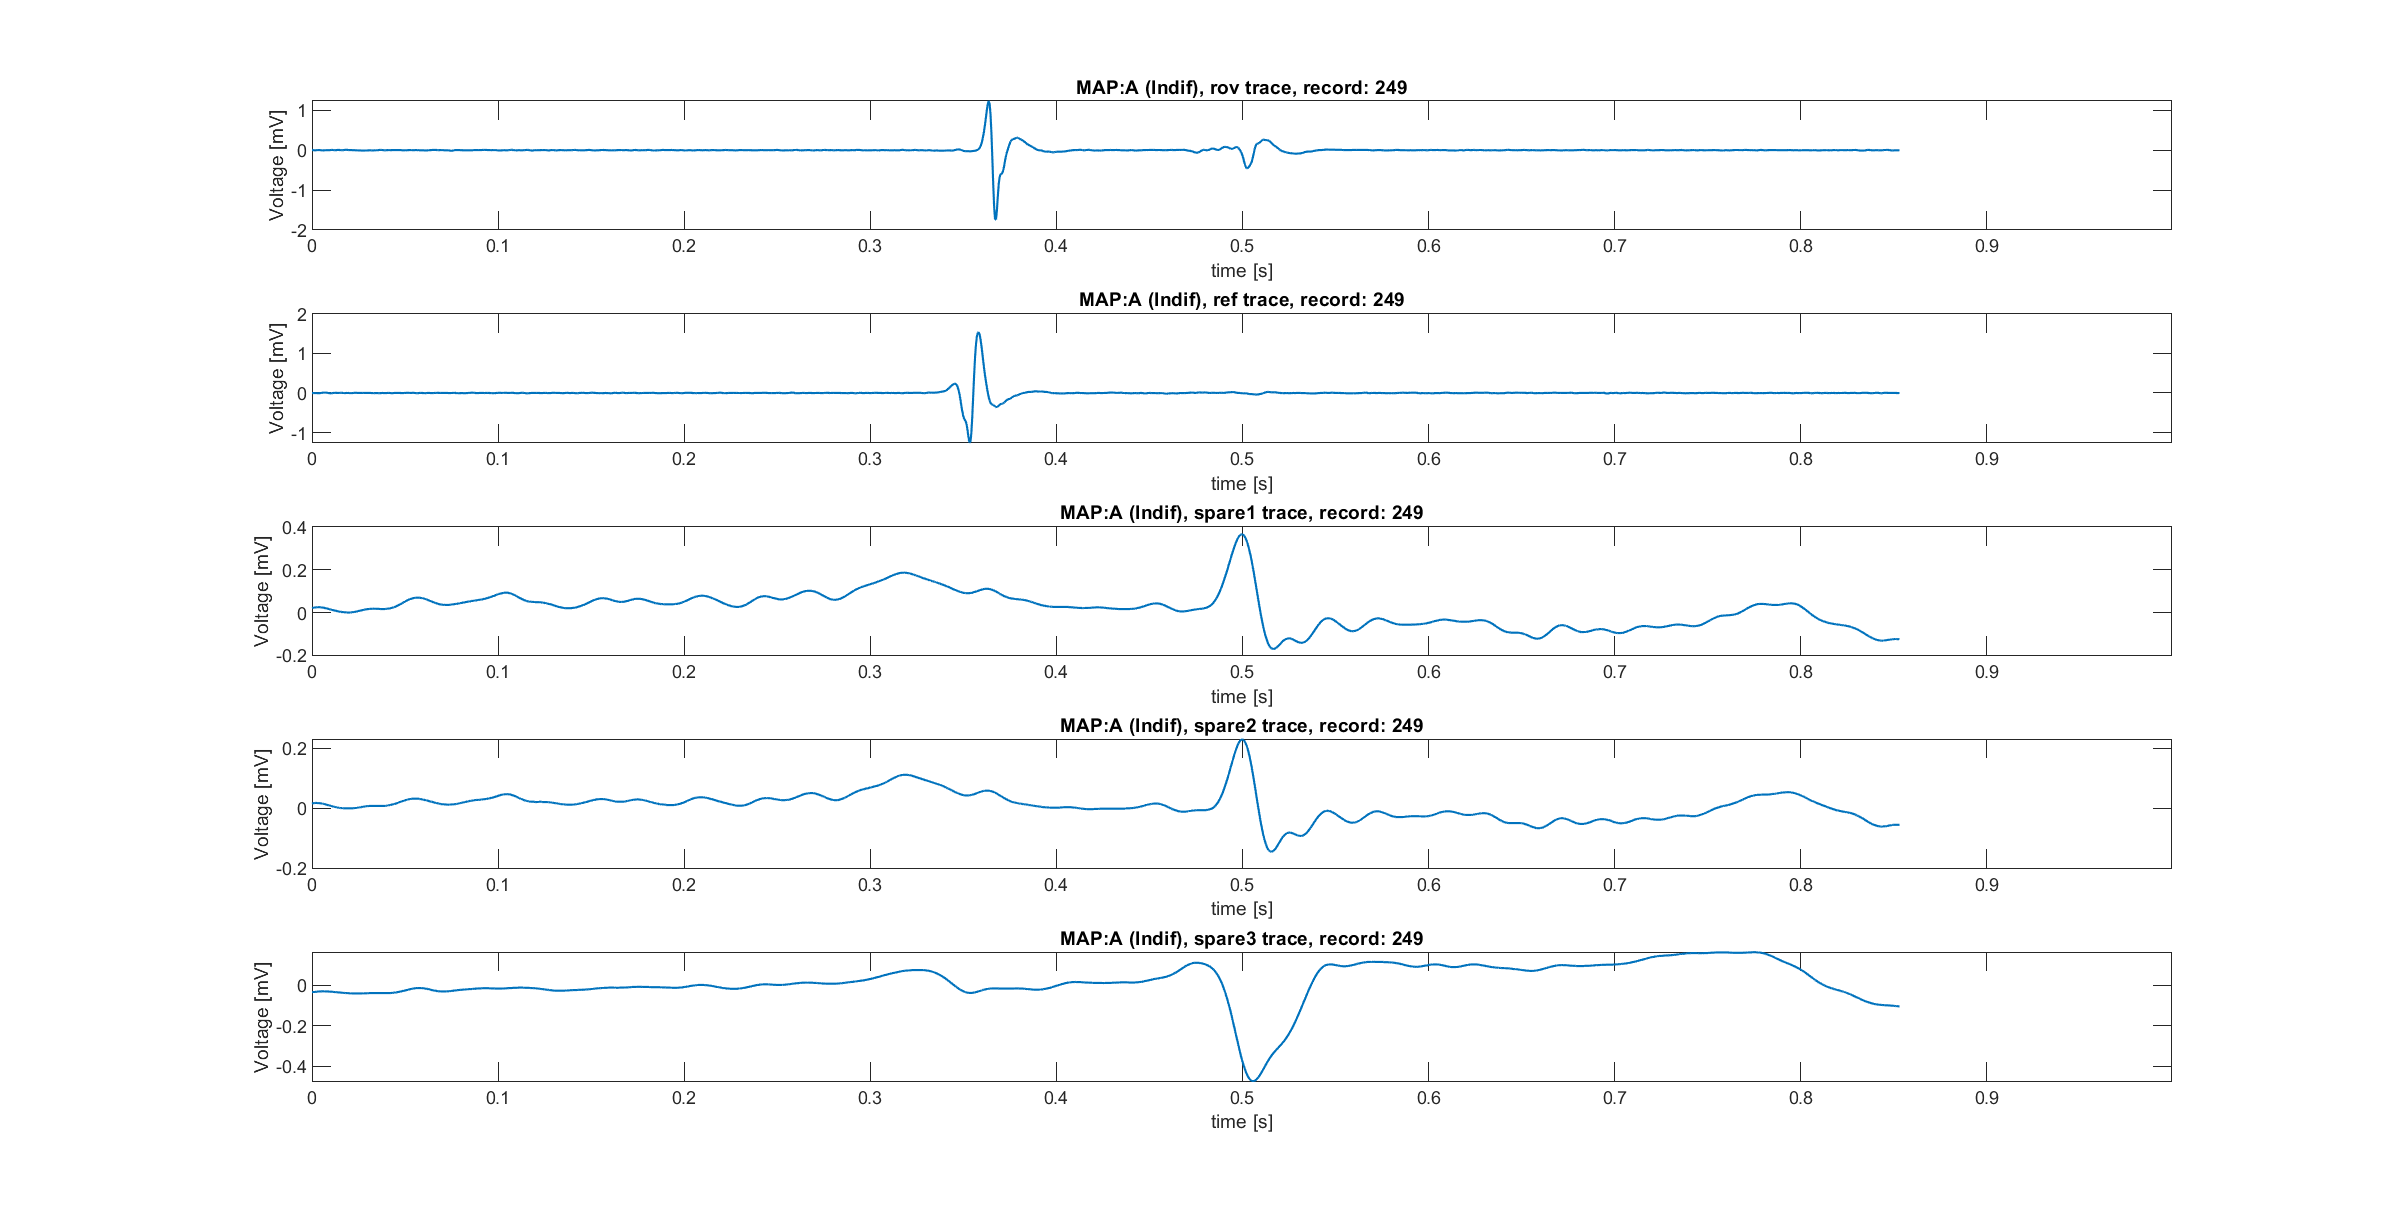 MAP:A (Indif), rov trace, record: 249
Voltage [mV]
1
0
-1
-2
0 0.1 0.2 0.3 0.4 0.5 0.6 0.7 0.8 0.9
time [s]
MAP:A (Indif), ref trace, record: 249
Voltage [mV]
2
1
0
-1
0 0.1 0.2 0.3 0.4 0.5 0.6 0.7 0.8 0.9
time [s]
MAP:A (Indif), spare1 trace, record: 249
Voltage [mV]
0.4
0.2
0
-0.2
0 0.1 0.2 0.3 0.4 0.5 0.6 0.7 0.8 0.9
time [s]
MAP:A (Indif), spare2 trace, record: 249
Voltage [mV]
0.2
0
-0.2
0 0.1 0.2 0.3 0.4 0.5 0.6 0.7 0.8 0.9
time [s]
MAP:A (Indif), spare3 trace, record: 249
Voltage [mV]
0
-0.2
-0.4
0 0.1 0.2 0.3 0.4 0.5 0.6 0.7 0.8 0.9
time [s]